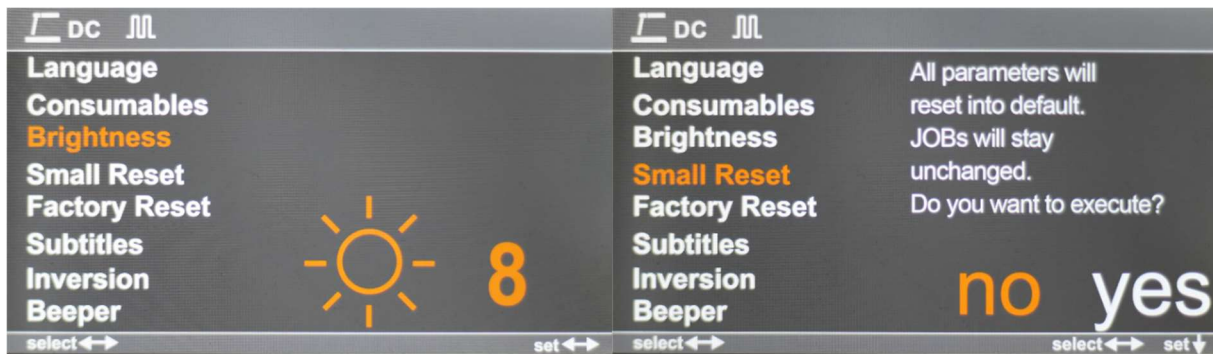 DC
Language
Consumables
Brightness
Small Reset
Factory Reset
Subtitles
Inversion
Beeper
8
select
set
DC
Language
Consumables
Brightness
Small Reset
Factory Reset
Subtitles
Inversion
Beeper
All parameters will
reset into default.
JOBs will stay
unchanged.
Do you want to execute?
no yes
select
select set